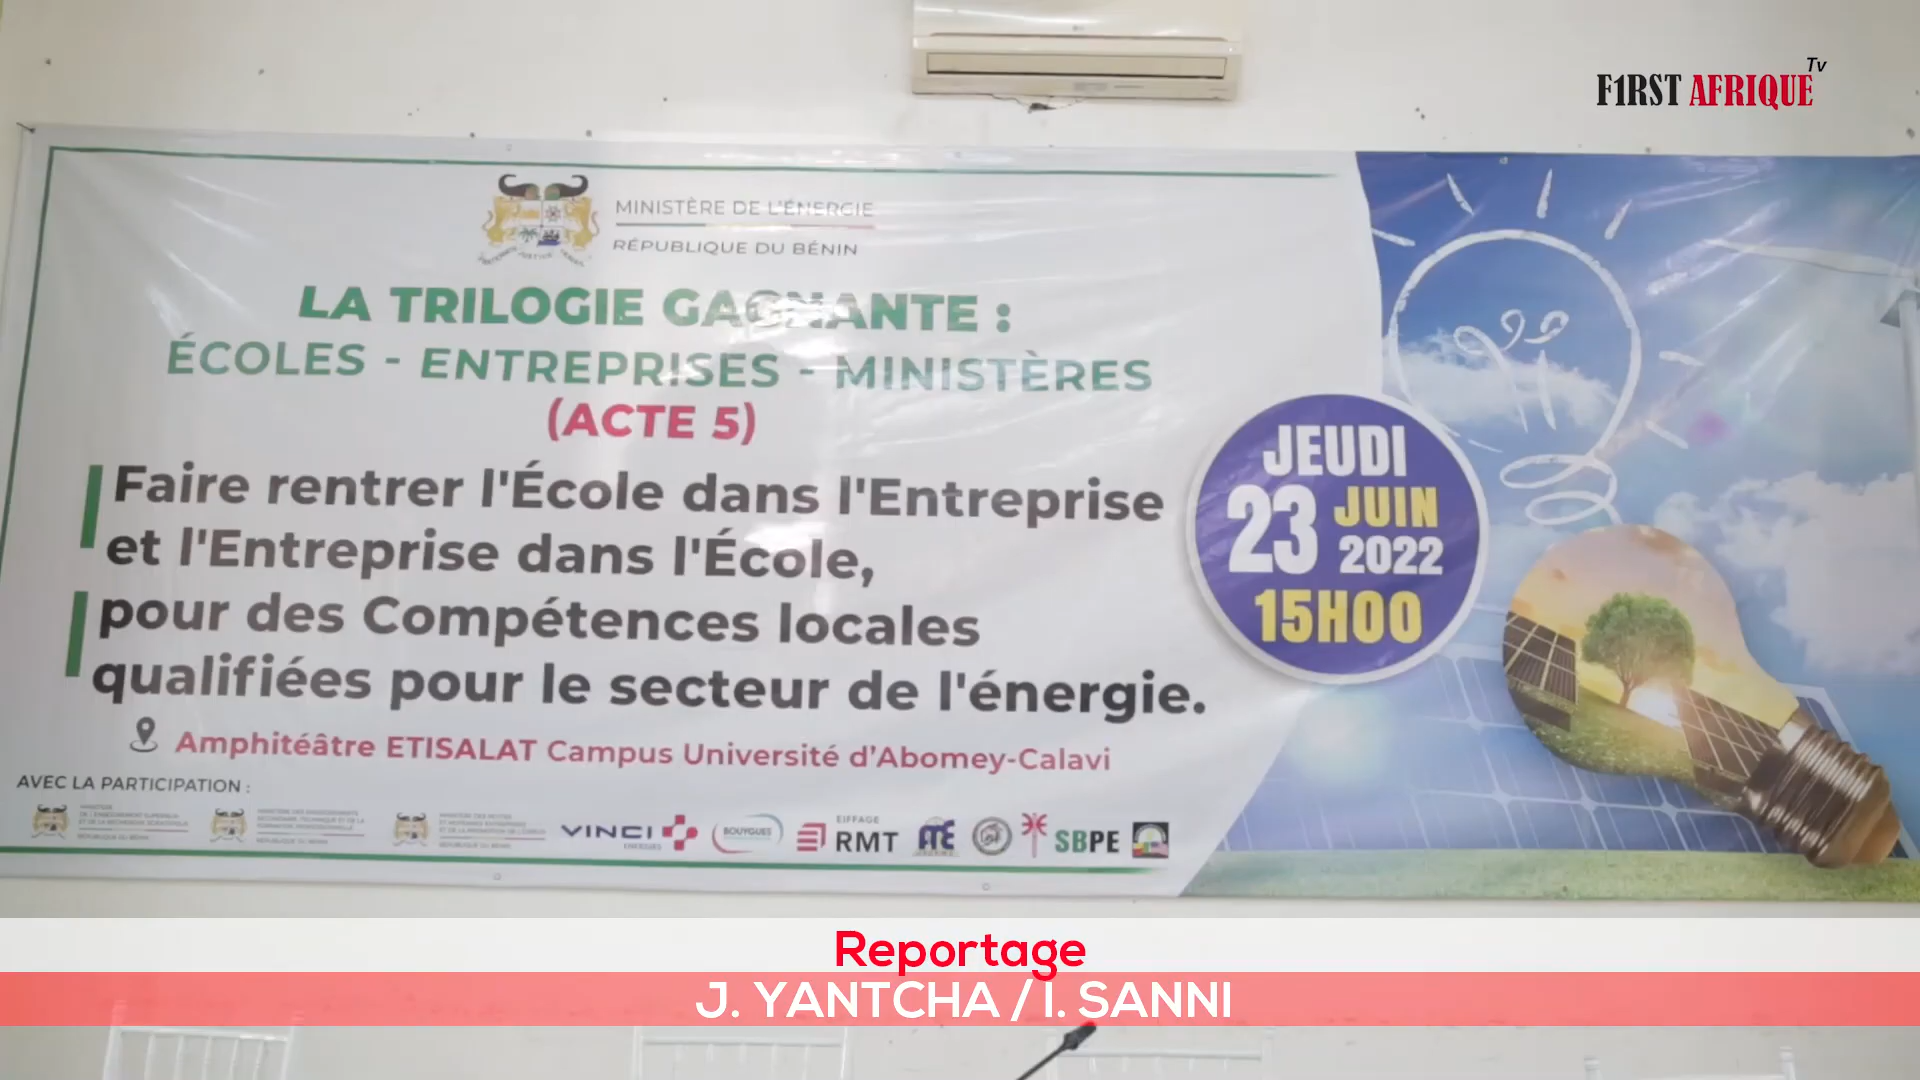 F1RST AFRIQUE Tv
MINISTÈRE DE L'ÉNERGIE
RÉPUBLIQUE DU BÉNIN
LA TRILOGIE GAGNANTE :
ÉCOLES - ENTREPRISES - MINISTÈRES
(ACTE 5)
Faire rentrer l'École dans l'Entreprise
et l'Entreprise dans l'École,
pour des Compétences locales
qualifiées pour le secteur de l'énergie.
JEUDI
23 JUIN
2022
15H00
Amphitéâtre ETISALAT Campus Université d'Abomey-Calavi
AVEC LA PARTICIPATION :
VINCI
ENERGIES
BOUYGUES
EIFFAGE
RMT
SBPE
Reportage
J. YANTCHA / I. SANNI